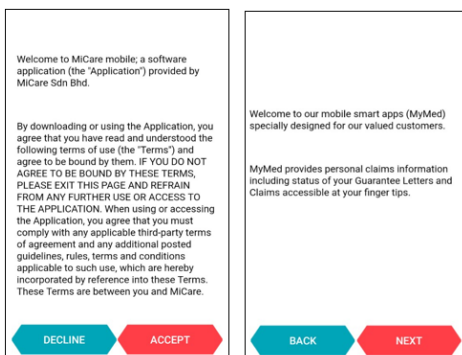 Welcome to MiCare mobile; a software
application (the "Application") provided by
MiCare Sdn Bhd.
By downloading or using the Application, you
agree that you have read and understood the
following terms of use (the "Terms") and
agree to be bound by them. IF YOU DO NOT
AGREE TO BE BOUND BY THESE TERMS,
PLEASE EXIT THIS PAGE AND REFRAIN
FROM ANY FURTHER USE OR ACCESS TO
THE APPLICATION. When using or accessing
the Application, you agree that you must
comply with any applicable third-party terms
of agreement and any additional posted
guidelines, rules, terms and conditions
applicable to such use, which are hereby
incorporated by reference into these Terms.
These Terms are between you and MiCare.
DECLINE
ACCEPT
Welcome to our mobile smart apps (MyMed)
specially designed for our valued customers.
MyMed provides personal claims information
including status of your Guarantee Letters and
Claims accessible at your finger tips.
BACK
NEXT